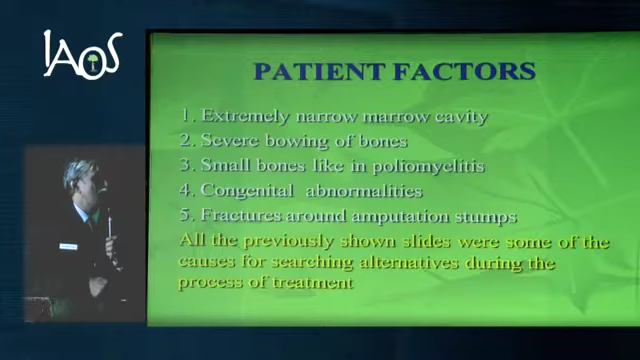 IAOS
PATIENT FACTORS
1. Extremely narrow marrow cavity
2. Severe bowing of bones
3. Small bones like in poliomyelitis
4. Congenital abnormalities
5. Fractures around amputation stumps
All the previously shown slides were some of the
causes for searching alternatives during the
process of treatment